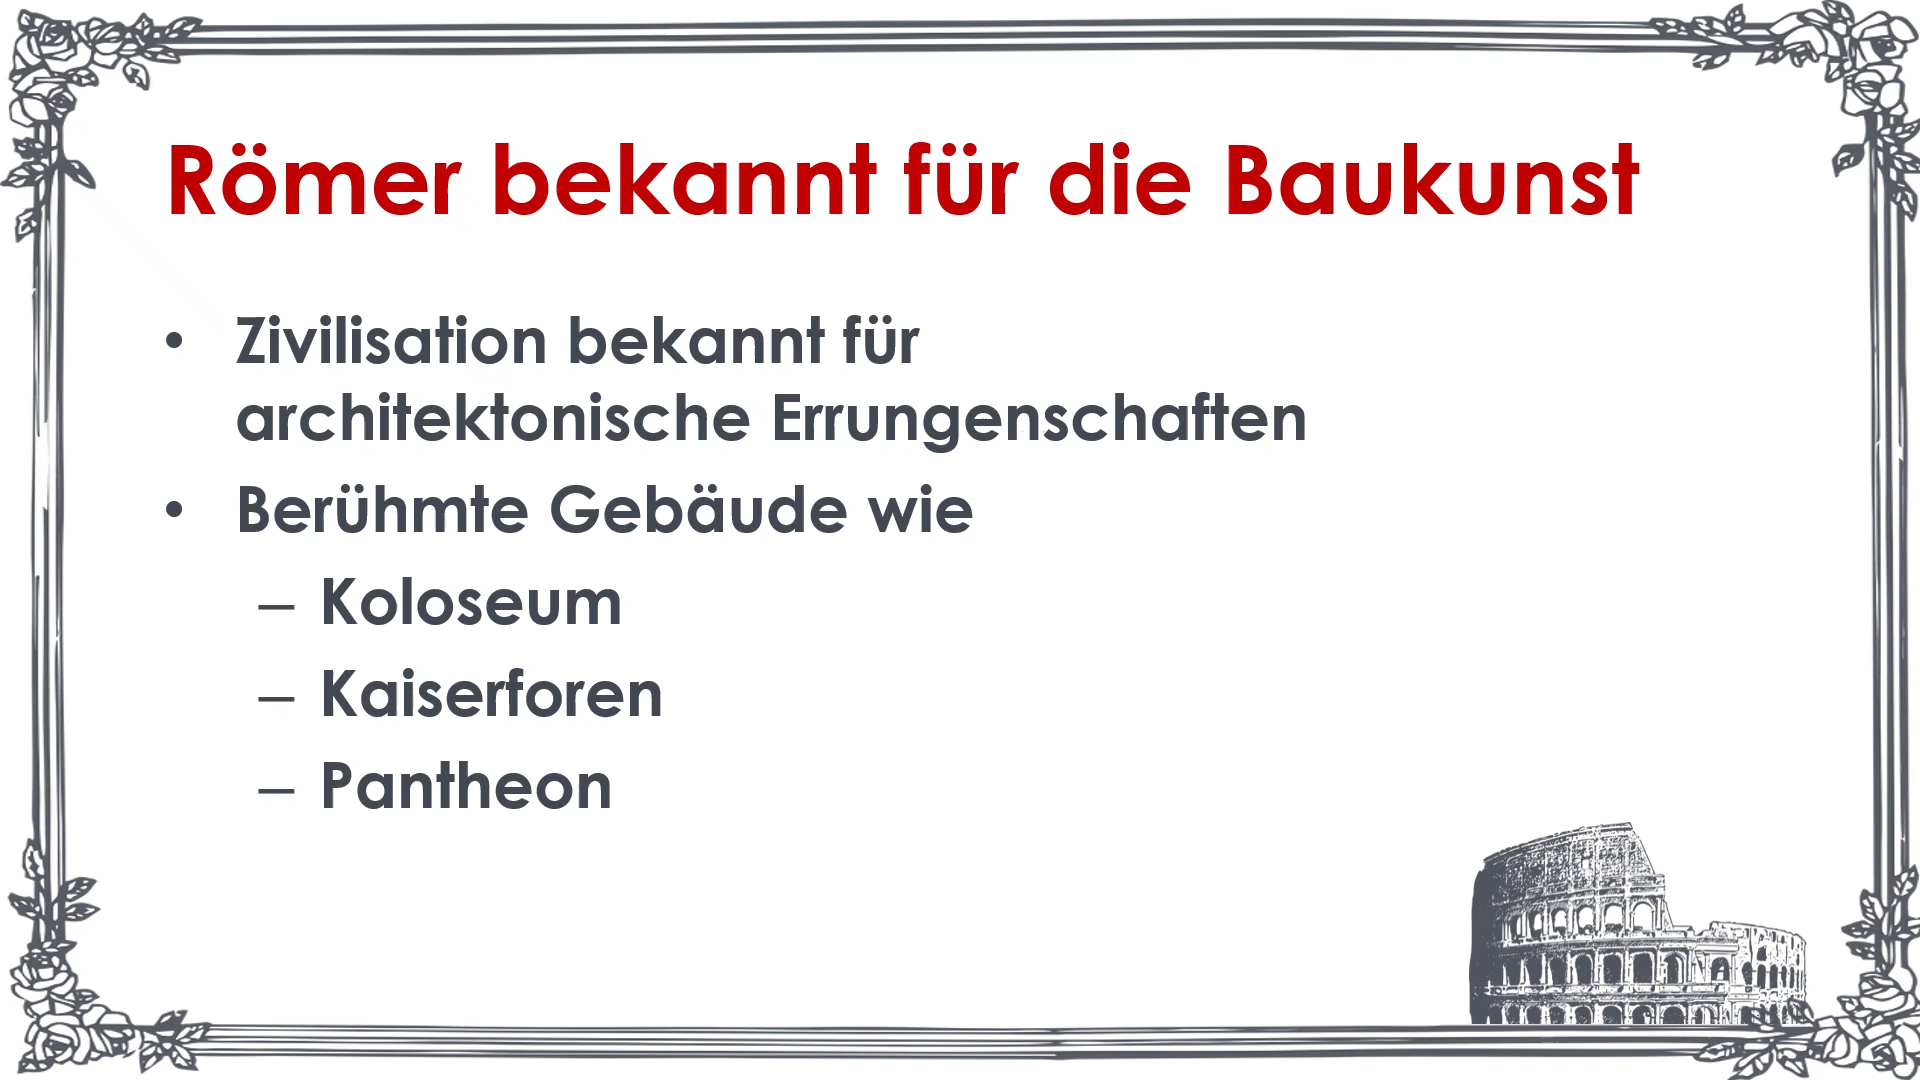 Römer bekannt für die Baukunst
• Zivilisation bekannt für
architektonische Errungenschaften
• Berühmte Gebäude wie
– Koloseum
– Kaiserforen
– Pantheon